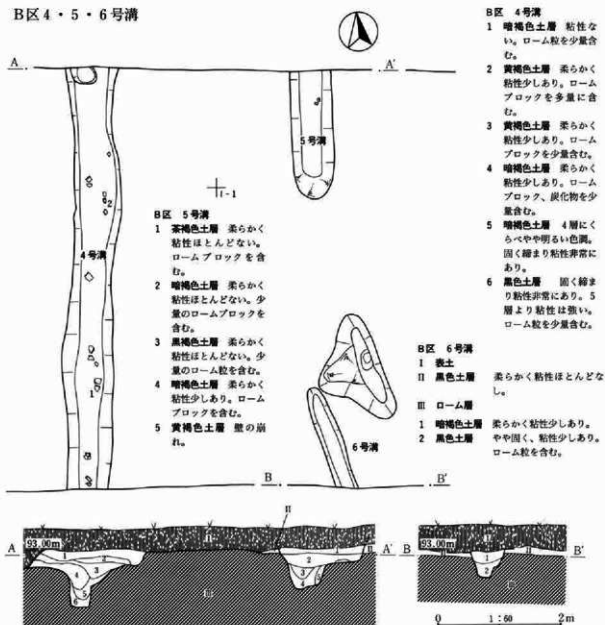 B区4・5・6号溝
A
A'
5号溝
I-1
2
4号溝
1
B区 5号溝
1 茶褐色土層 柔らかく
粘性ほとんどない。
ロームブロックを含
む。
2 暗褐色土層 柔らかく
粘性ほとんどない。少
量のロームブロックを
含む。
3 黒褐色土層 柔らかく
粘性ほとんどない。少
量のローム粒を含む。
4 暗褐色土層 柔らかく
粘性少しあり。ローム
ブロックを含む。
5 黄褐色土層 壁の崩
れ。
6号溝
B
B'
B区 4号溝
1 暗褐色土層 粘性な
い。ローム粒を少量含
む。
2 黄褐色土層 柔らかく
粘性少しあり。ローム
ブロックを多量に含
む。
3 黄褐色土層 柔らかく
粘性少しあり。ローム
ブロックを少量含む。
4 暗褐色土層 柔らかく
粘性少しあり。ローム
ブロック、炭化物を少
量含む。
5 暗褐色土層 4層にく
らべやや明るい色調。
固く締まり粘性非常に
あり。
6 黒色土層 固く締ま
り粘性非常にあり。5
層より粘性は強い。
ローム粒を少量含む。
B区 6号溝
I 表土
II 黒色土層 柔らかく粘性ほとんどな
し。
III ローム層
1 暗褐色土層 柔らかく粘性少しあり。
2 黒色土層 やや固く、粘性少しあり。
ローム粒を含む。
II
A 93.00m
1
2
3
4
5
6
A'
2
3
4
B 93.00m
1
2
B'
0 1:60 2m